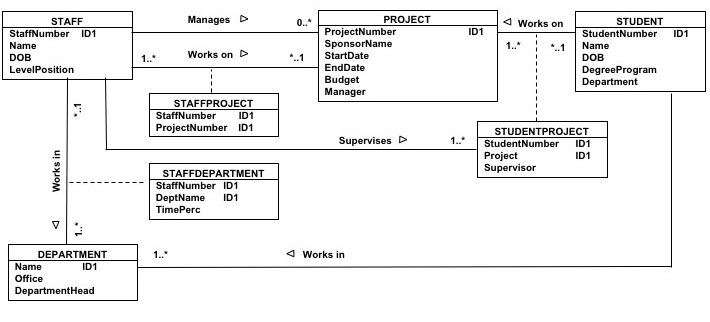 STAFF
StaffNumber ID1
Name
DOB
LevelPosition
Manages
0..*
Works on
1..*
*..1
PROJECT
ProjectNumber ID1
SponsorName
StartDate
EndDate
Budget
Manager
Works on
1..*
*..1
STUDENT
StudentNumber ID1
Name
DOB
DegreeProgram
Department
STAFFPROJECT
StaffNumber ID1
ProjectNumber ID1
Supervises
1..*
STUDENTPROJECT
StudentNumber ID1
Project ID1
Supervisor
*..1
Works in
1..*
STAFFDEPARTMENT
StaffNumber ID1
DeptName ID1
TimePerc
DEPARTMENT
Name ID1
Office
DepartmentHead
1..*
Works in